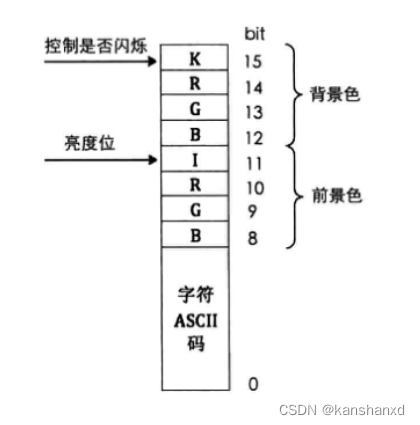 bit
控制是否闪烁
K 15
R 14
G 13
B 12
背景色
亮度位
I 11
R 10
G 9
B 8
前景色
字符
ASCII
码
0
CSDN @kanshanxd